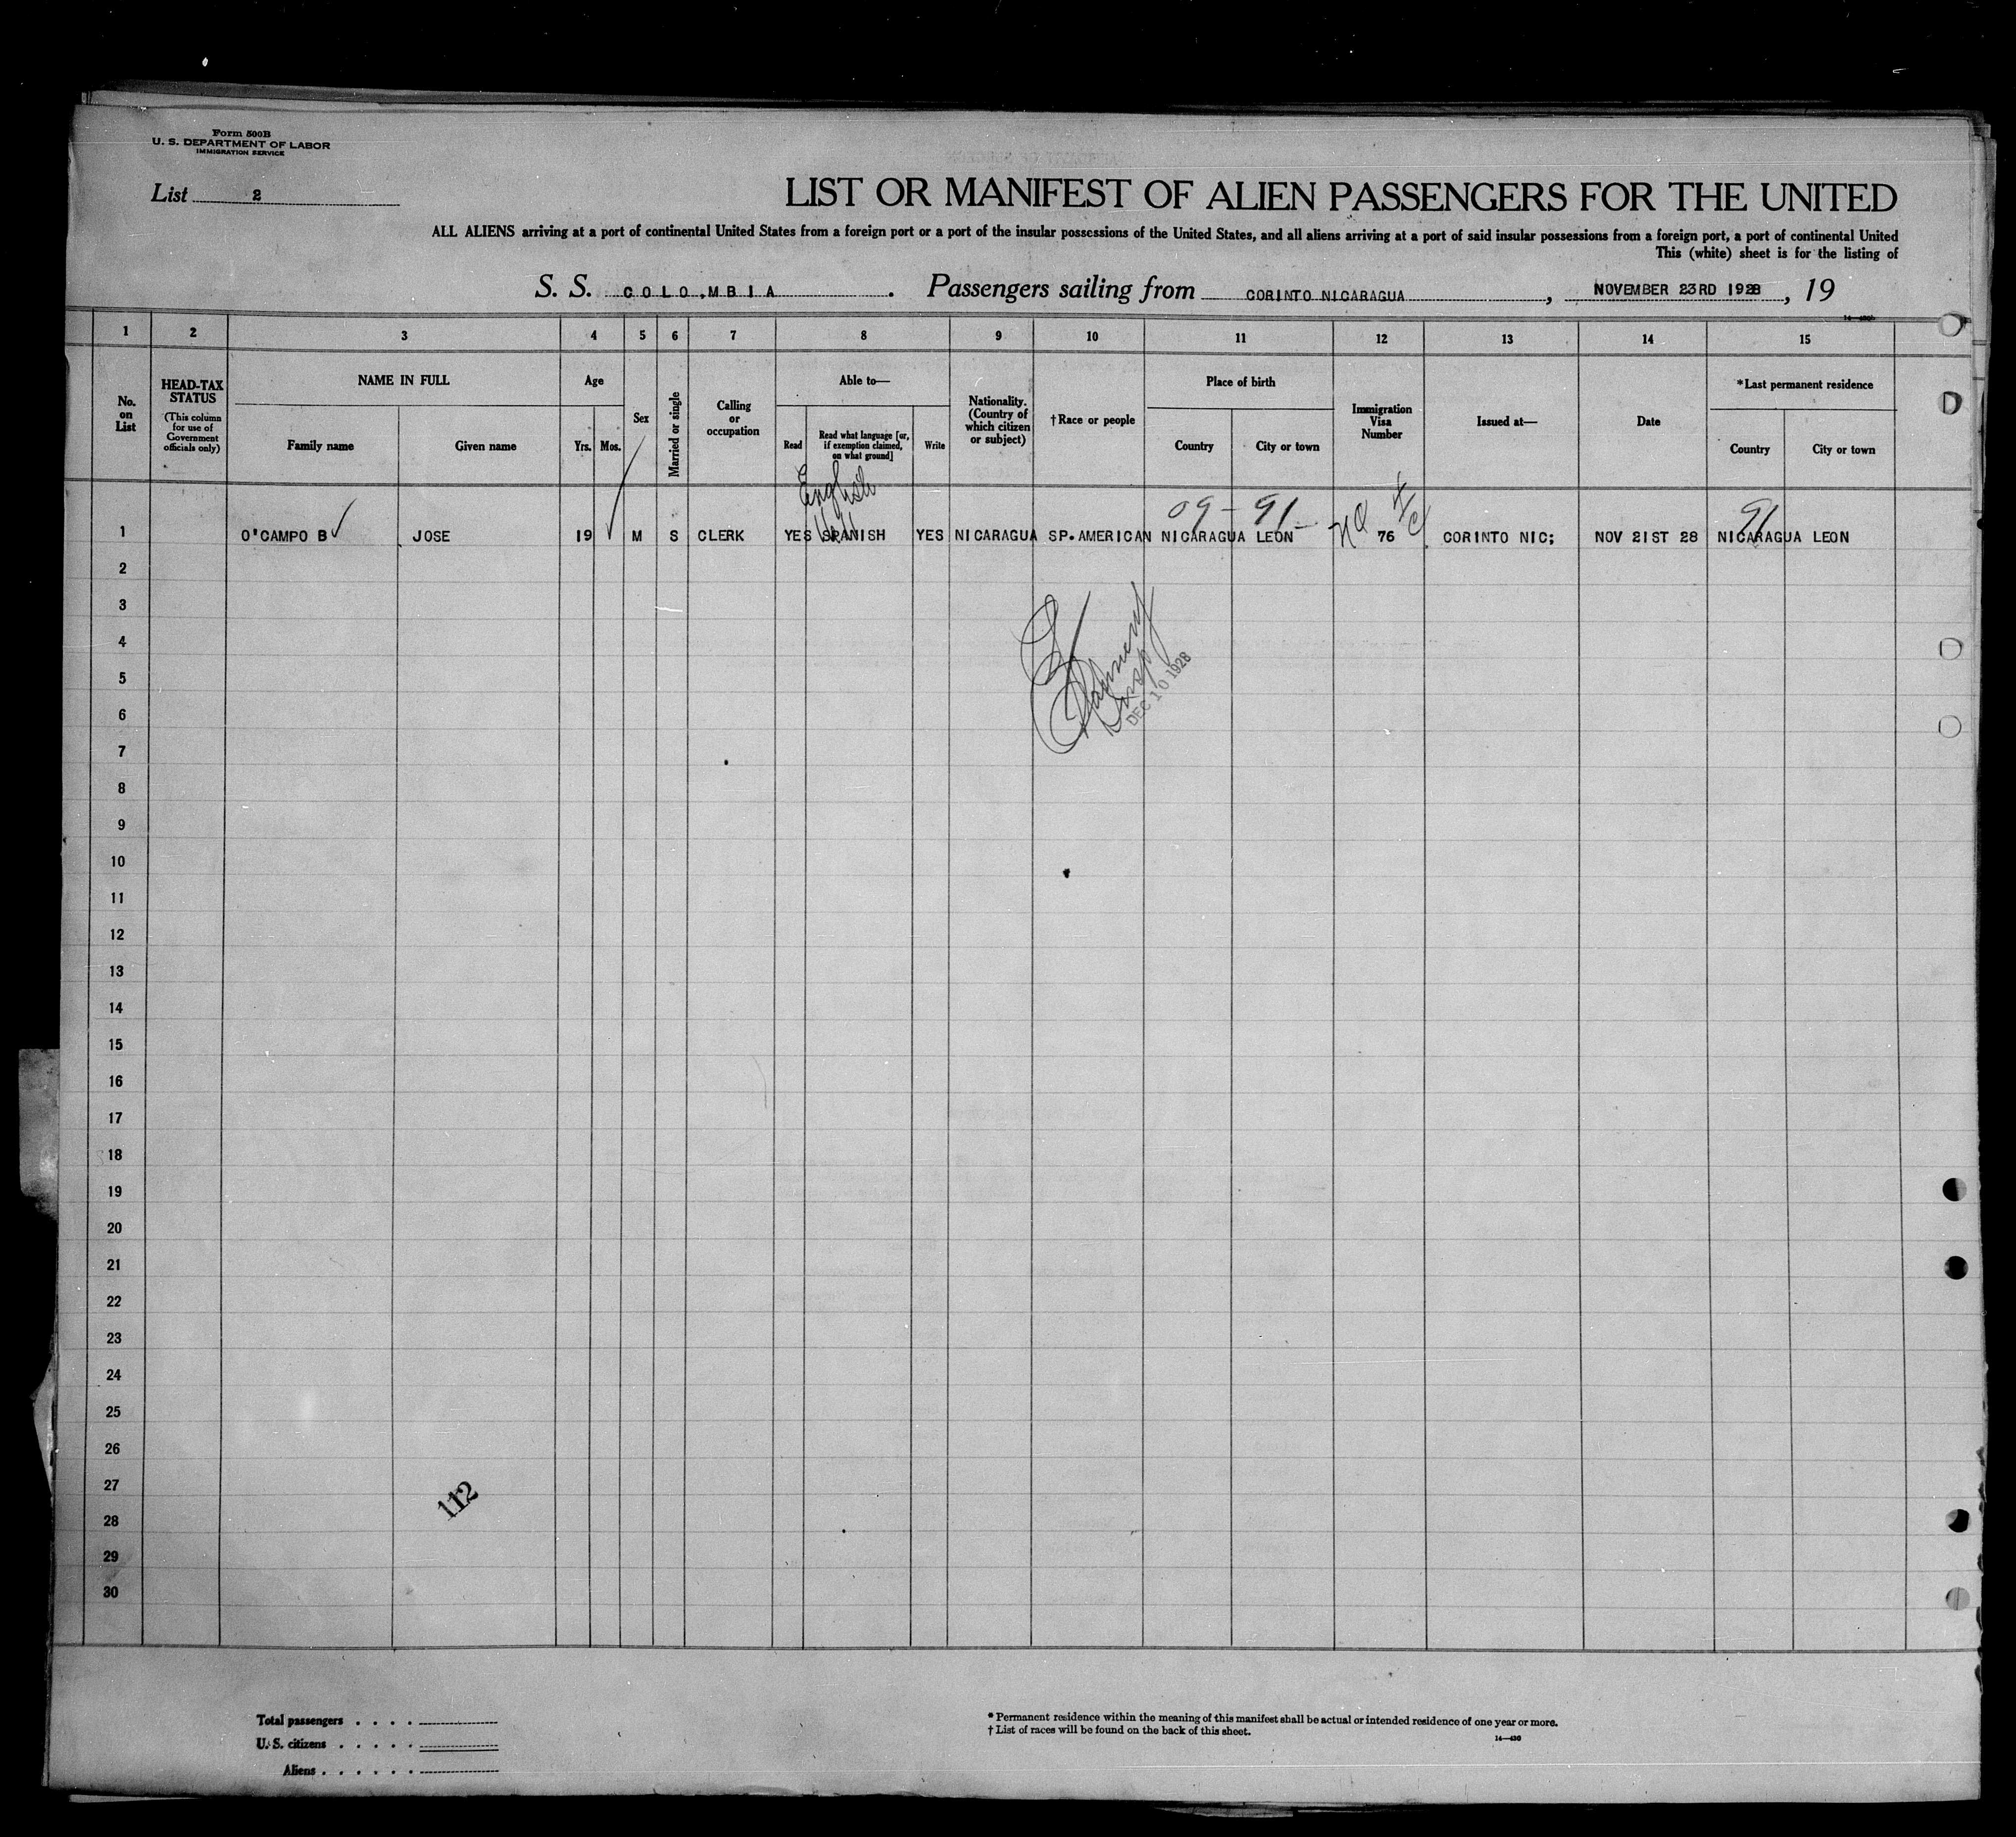 Form 500B
U. S. DEPARTMENT OF LABOR
IMMIGRATION SERVICE
List 2
LIST OR MANIFEST OF ALIEN PASSENGERS FOR THE UNITED
ALL ALIENS arriving at a port of continental United States from a foreign port or a port of the insular possessions of the United States, and all aliens arriving at a port of said insular possessions from a foreign port, a port of continental United
This (white) sheet is for the listing of
S. S. COLOMBIA. Passengers sailing from CORINTO NICARAGUA, NOVEMBER 23RD 1928, 19
1 2 3 4 5 6 7 8 9 10 11 12 13 14 15
No. on List
HEAD-TAX STATUS
(This column for use of Government officials only)
NAME IN FULL
Family name
Given name
Age
Yrs. Mos.
Sex
Married or single
Calling or occupation
Able to—
Read
Read what language [or, if exemption claimed, on what ground]
Write
Nationality. (Country of which citizen or subject)
†Race or people
Place of birth
Country
City or town
Immigration Visa Number
Issued at—
Date
*Last permanent residence
Country
City or town
English
09 - 91 -
91
1 O'CAMPO B JOSE 19 M S CLERK YES SPANISH YES NICARAGUA SP.AMERICAN NICARAGUA LEON 76 CORINTO NIC; NOV 21ST 28 NICARAGUA LEON
2
3
4
5
Insp
DEC 10 1928
6
7
8
9
10
11
12
13
14
15
16
17
18
19
20
21
22
23
24
25
26
27
112
28
29
30
Total passengers . . . .
U. S. citizens . . . . .
Aliens . . . . . .
* Permanent residence within the meaning of this manifest shall be actual or intended residence of one year or more.
† List of races will be found on the back of this sheet.
14—430